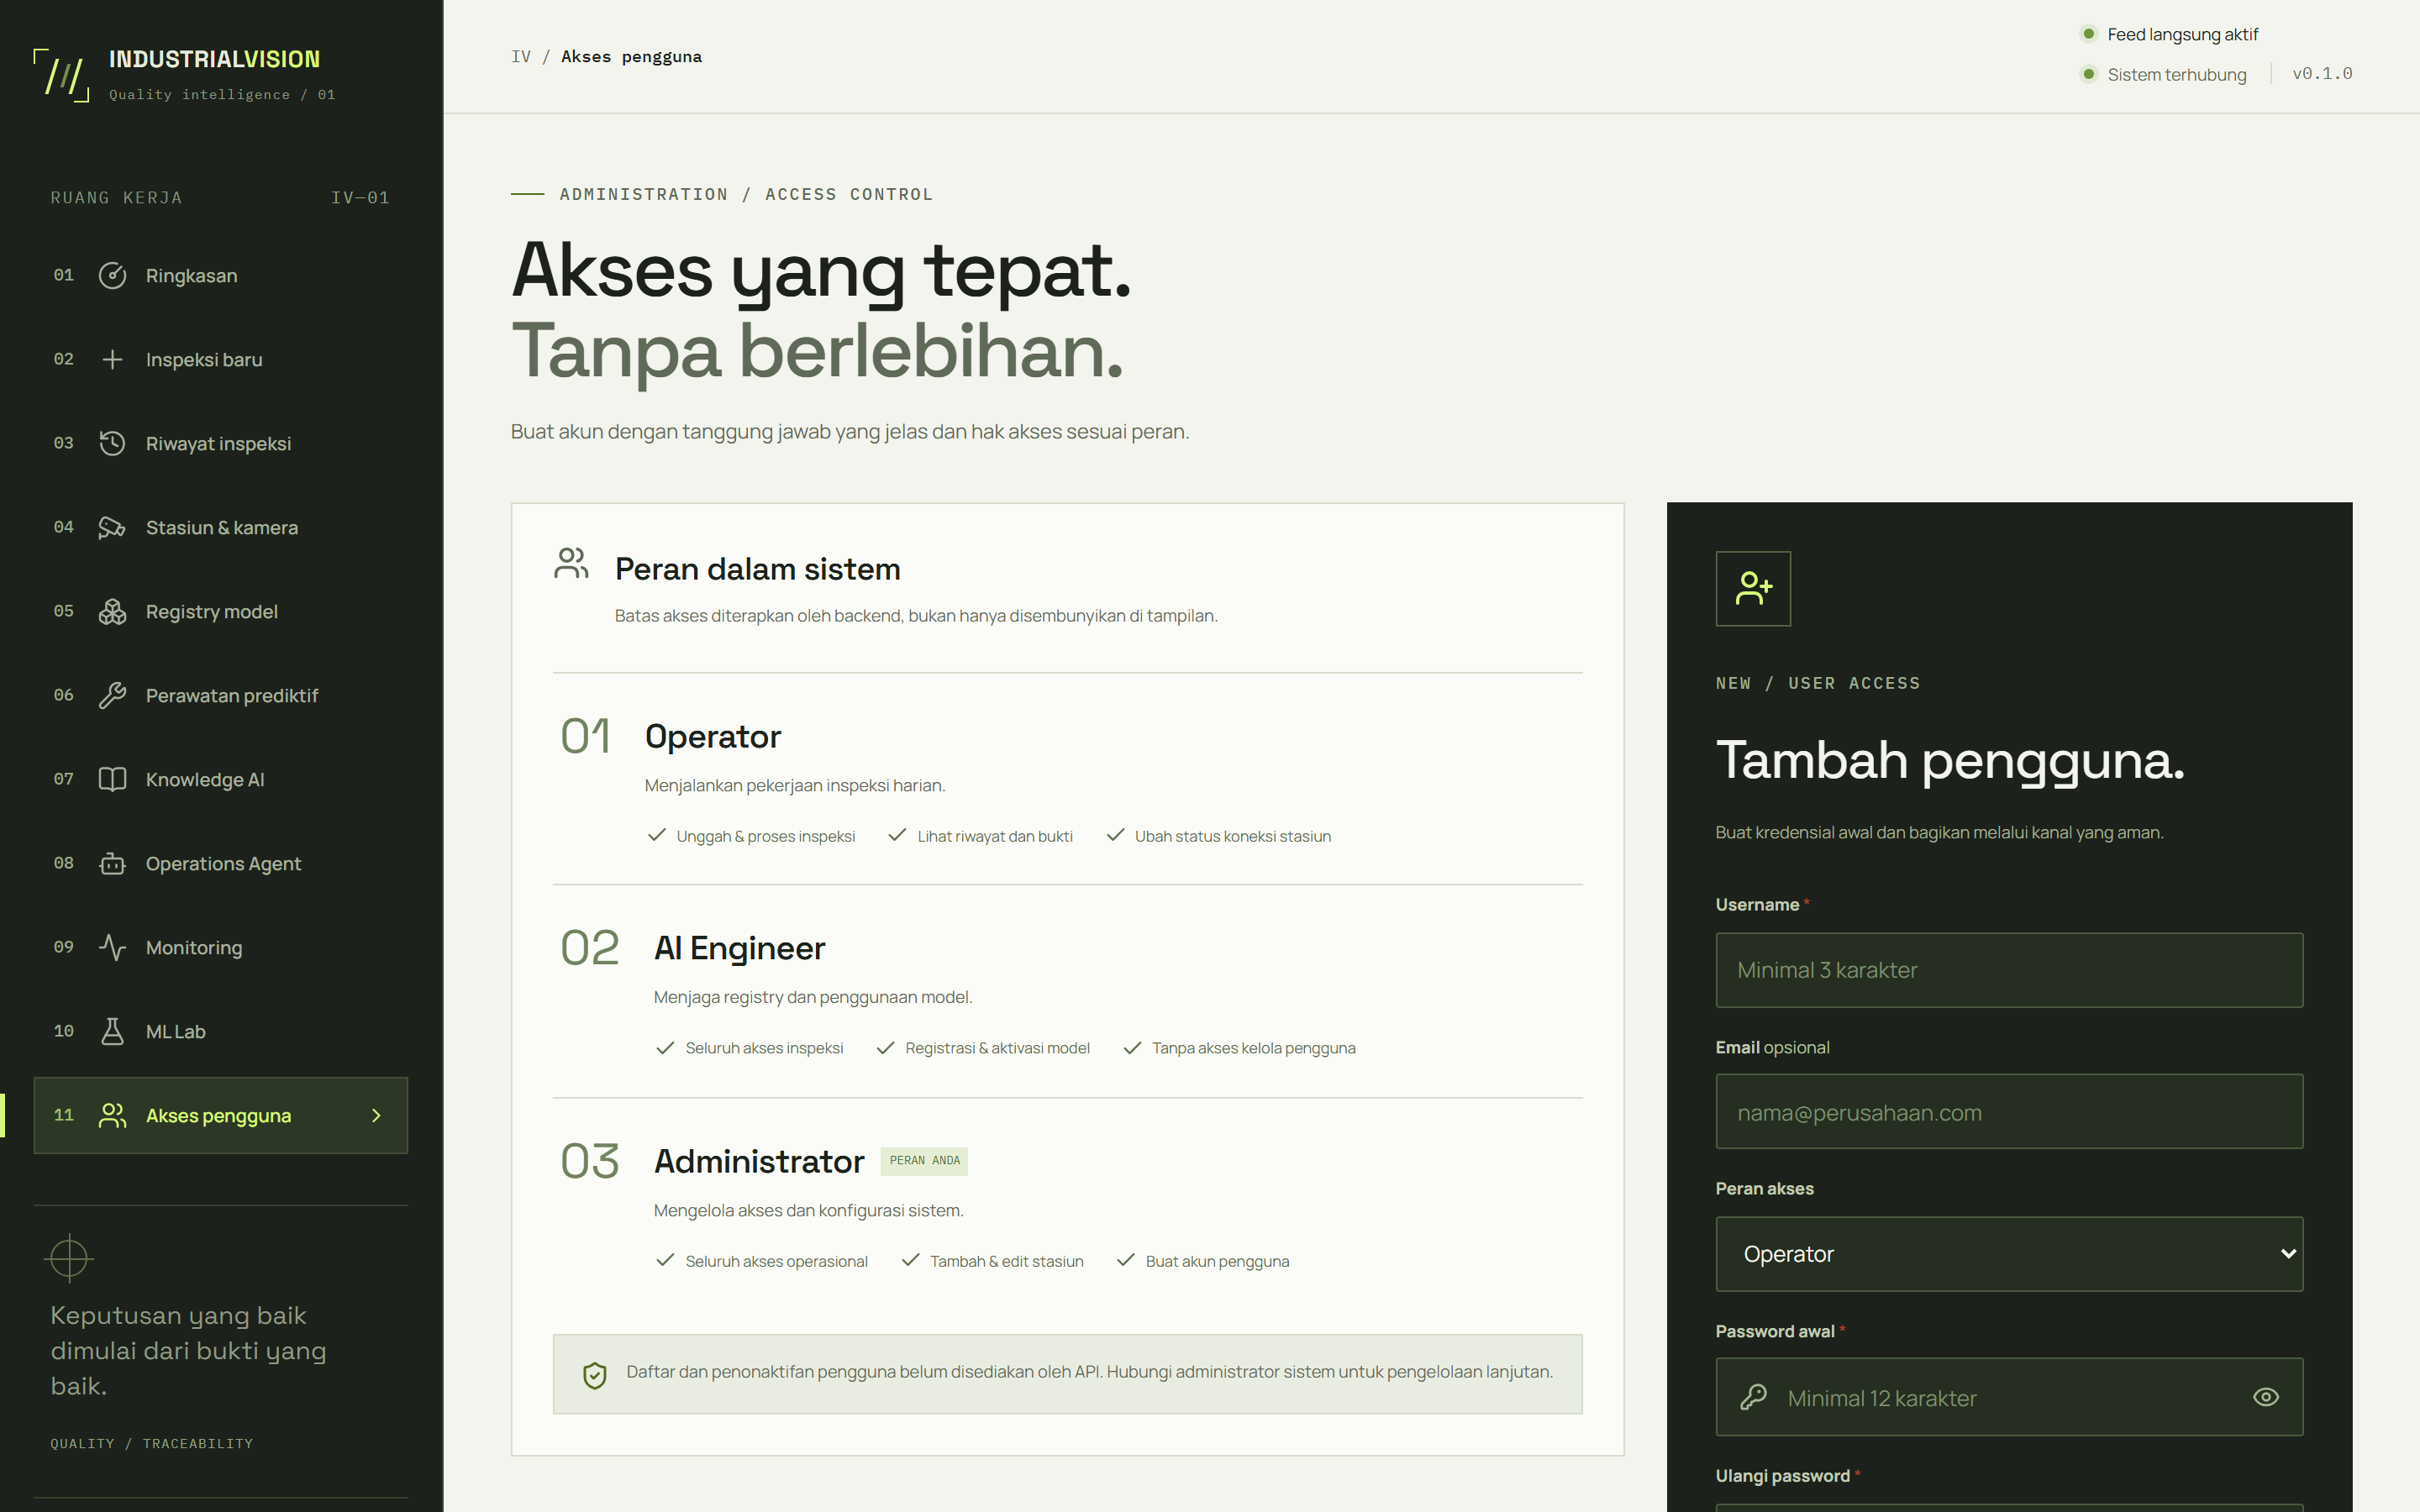 INDUSTRIALVISION
Quality intelligence / 01
RUANG KERJA IV—01
01 Ringkasan
02 Inspeksi baru
03 Riwayat inspeksi
04 Stasiun & kamera
05 Registry model
06 Perawatan prediktif
07 Knowledge AI
08 Operations Agent
09 Monitoring
10 ML Lab
11 Akses pengguna
Keputusan yang baik
dimulai dari bukti yang
baik.
QUALITY / TRACEABILITY
IV / Akses pengguna
Feed langsung aktif
Sistem terhubung v0.1.0
ADMINISTRATION / ACCESS CONTROL
Akses yang tepat.
Tanpa berlebihan.
Buat akun dengan tanggung jawab yang jelas dan hak akses sesuai peran.
Peran dalam sistem
Batas akses diterapkan oleh backend, bukan hanya disembunyikan di tampilan.
01 Operator
Menjalankan pekerjaan inspeksi harian.
Unggah & proses inspeksi Lihat riwayat dan bukti Ubah status koneksi stasiun
02 AI Engineer
Menjaga registry dan penggunaan model.
Seluruh akses inspeksi Registrasi & aktivasi model Tanpa akses kelola pengguna
03 Administrator PERAN ANDA
Mengelola akses dan konfigurasi sistem.
Seluruh akses operasional Tambah & edit stasiun Buat akun pengguna
Daftar dan penonaktifan pengguna belum disediakan oleh API. Hubungi administrator sistem untuk pengelolaan lanjutan.
NEW / USER ACCESS
Tambah pengguna.
Buat kredensial awal dan bagikan melalui kanal yang aman.
Username *
Minimal 3 karakter
Email opsional
nama@perusahaan.com
Peran akses
Operator
Password awal *
Minimal 12 karakter
Ulangi password *